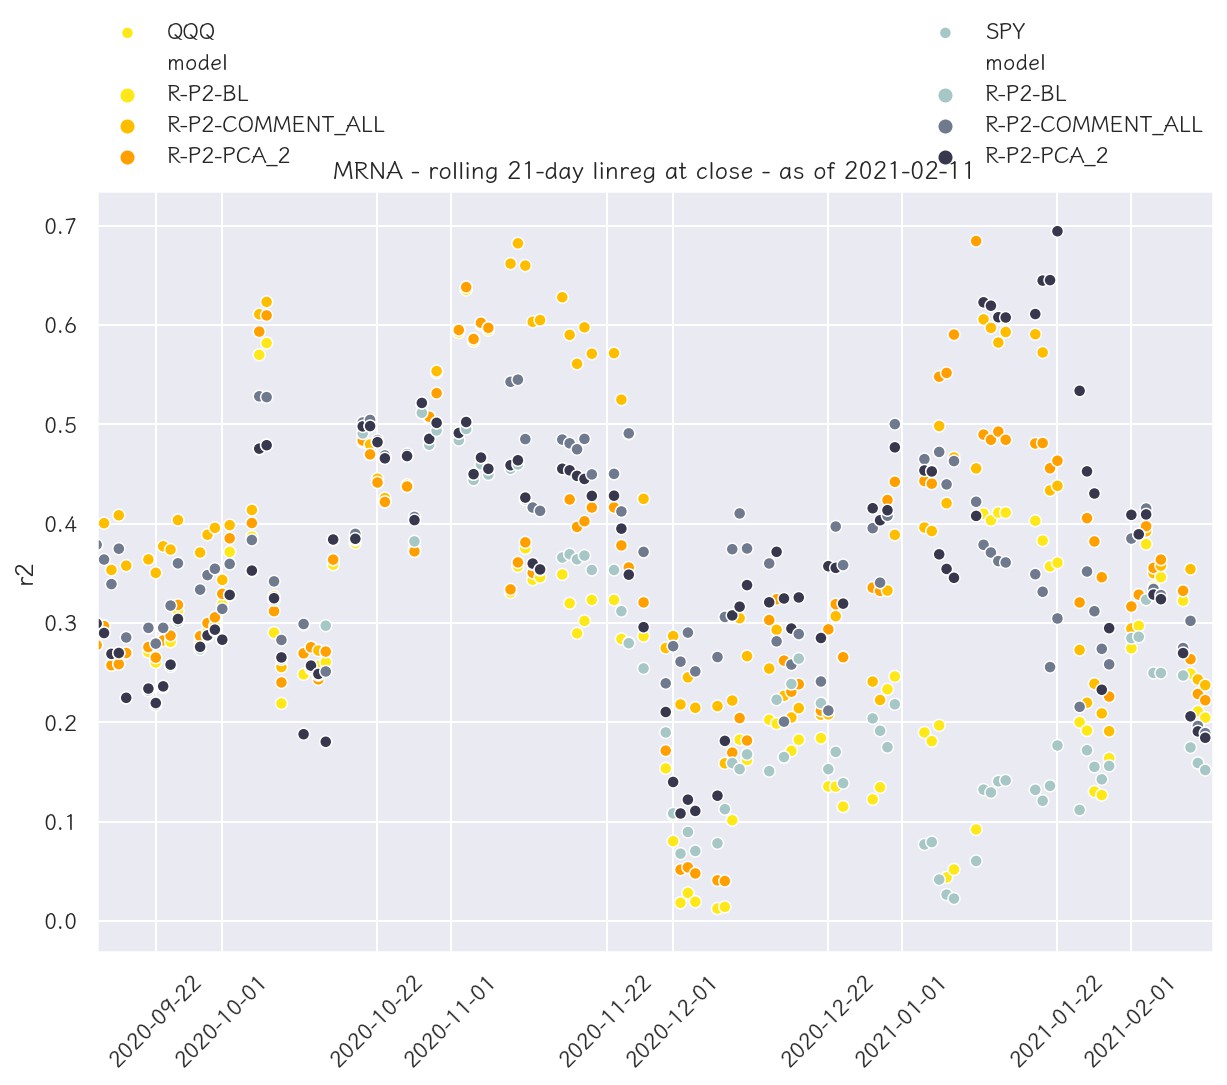 QQQ
model
R-P2-BL
R-P2-COMMENT_ALL
R-P2-PCA_2
SPY
model
R-P2-BL
R-P2-COMMENT_ALL
R-P2-PCA_2
MRNA - rolling 21-day linreg at close - as of 2021-02-11
r2
0.7
0.6
0.5
0.4
0.3
0.2
0.1
0.0
2020-09-22
2020-10-01
2020-10-22
2020-11-01
2020-11-22
2020-12-01
2020-12-22
2021-01-01
2021-01-22
2021-02-01